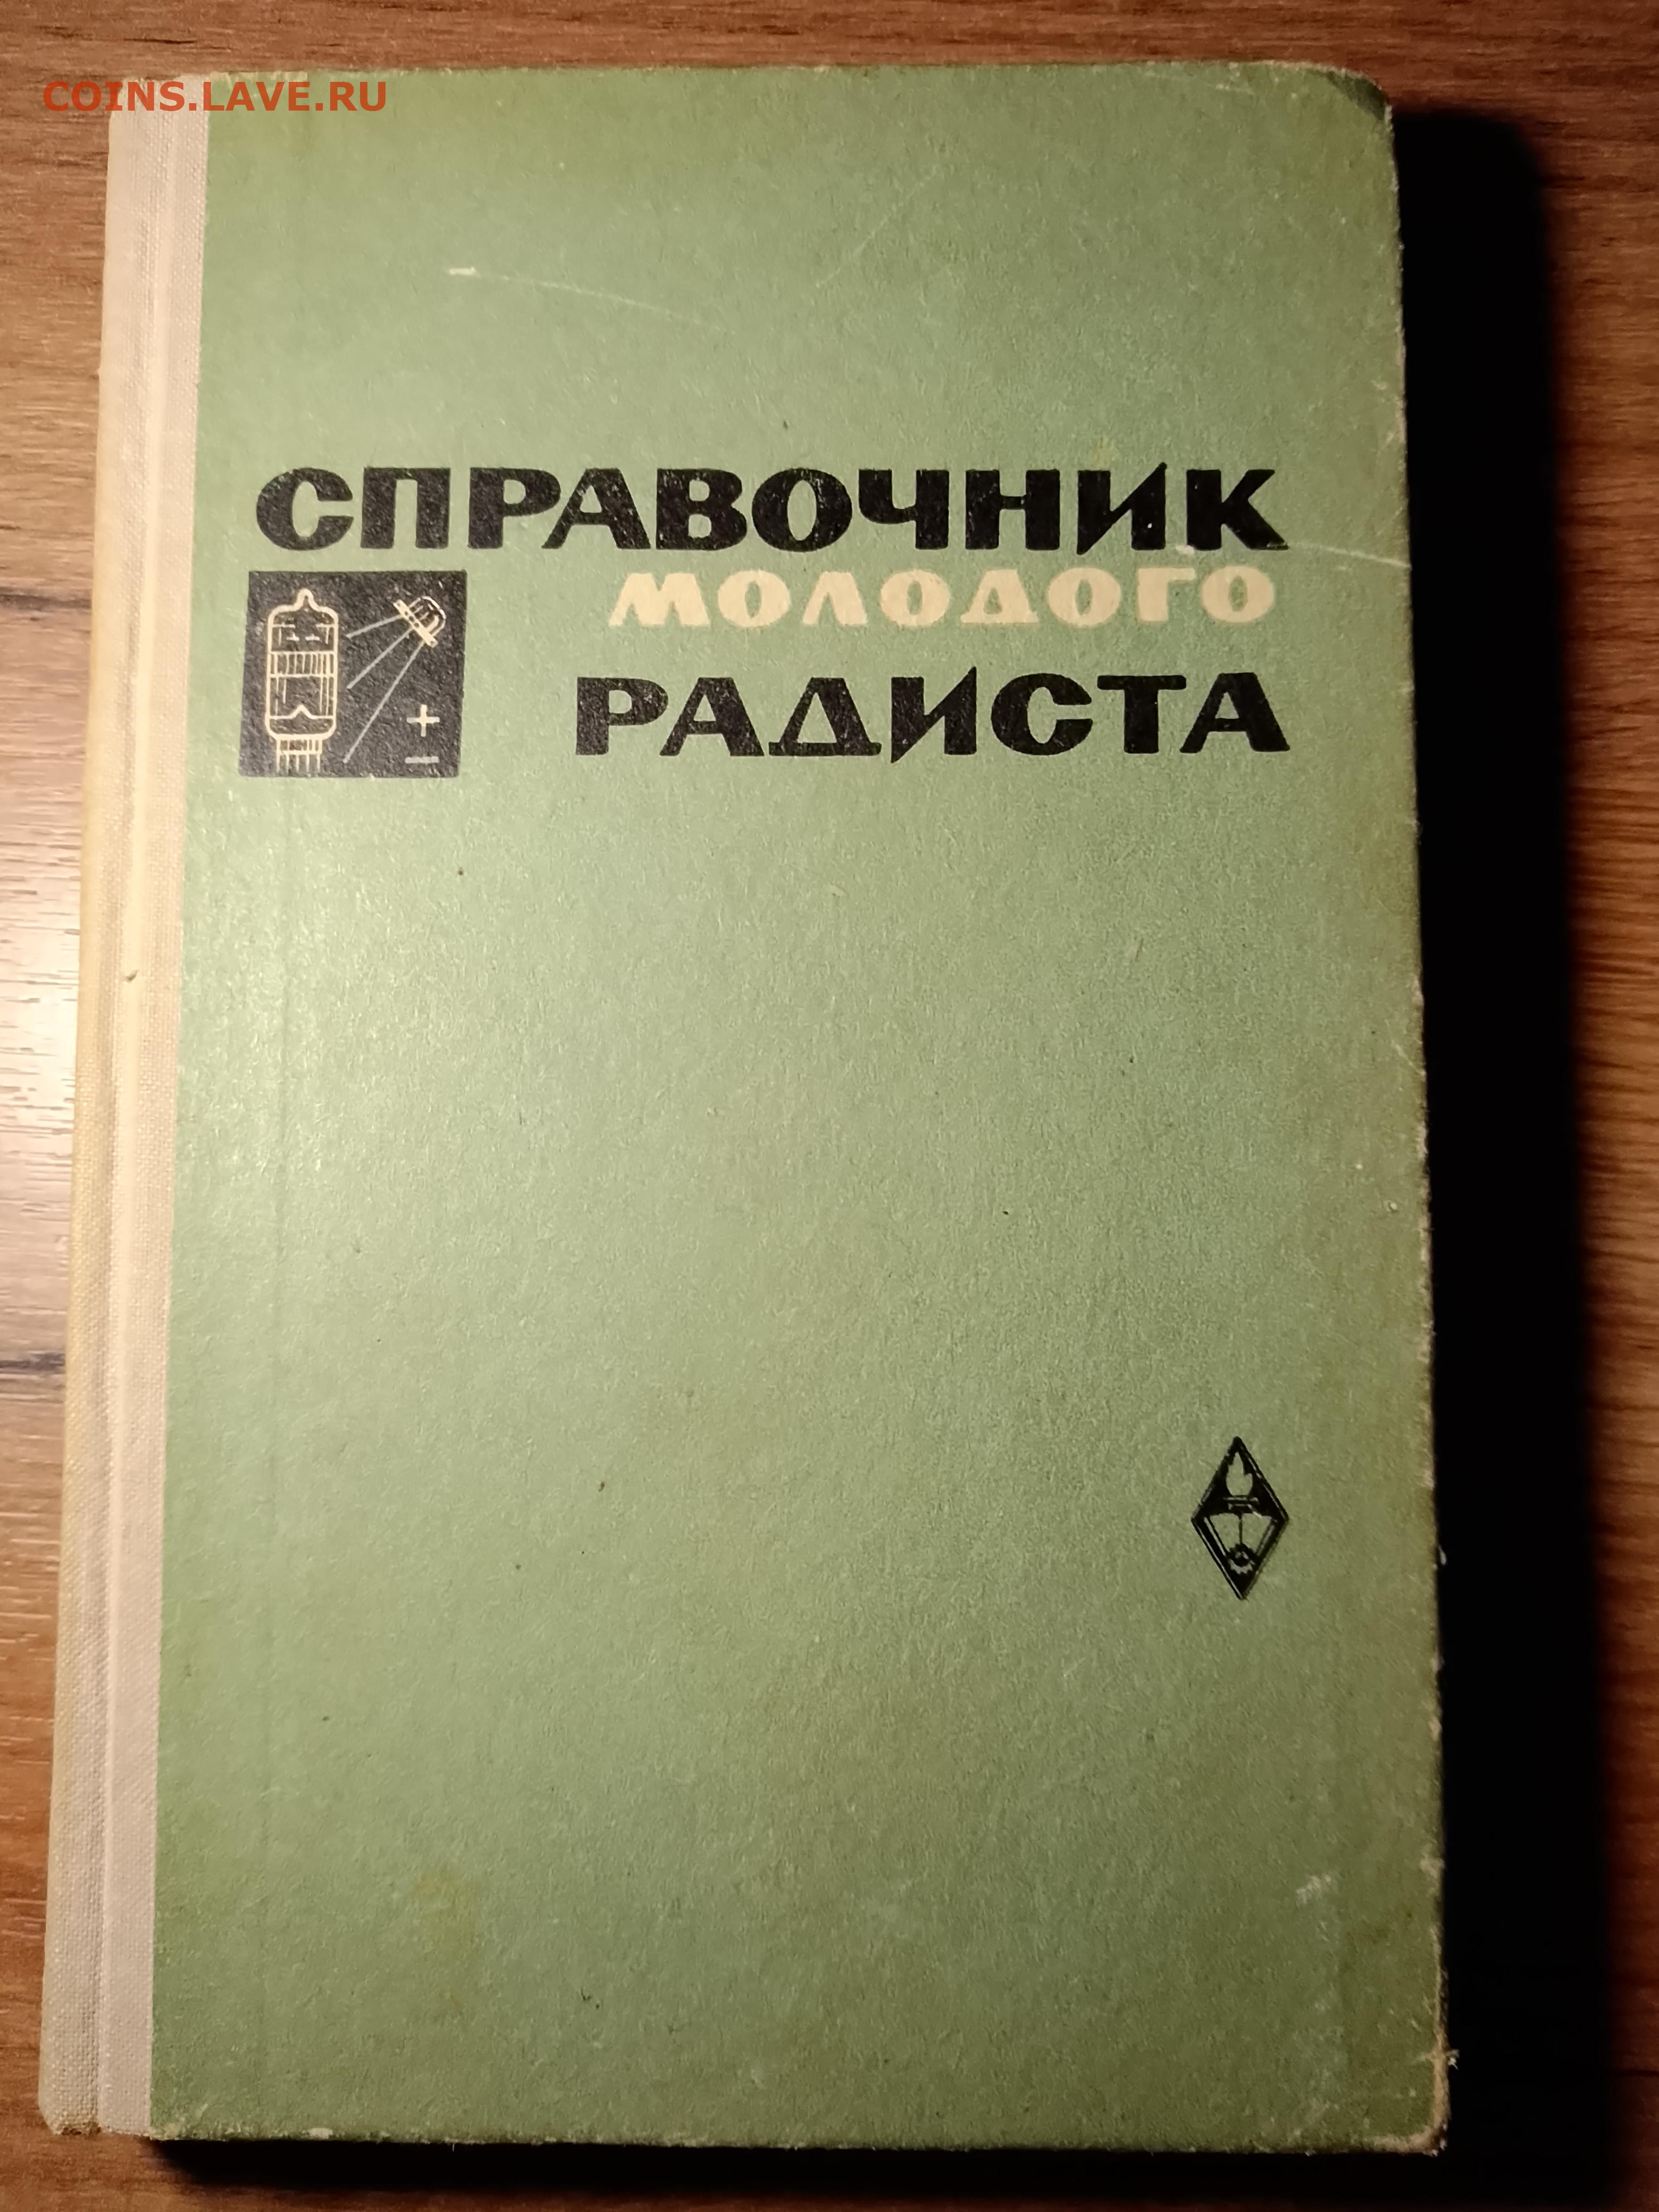 COINS.LAVE.RU
СПРАВОЧНИК
МОЛОДОГО
РАДИСТА
+
−